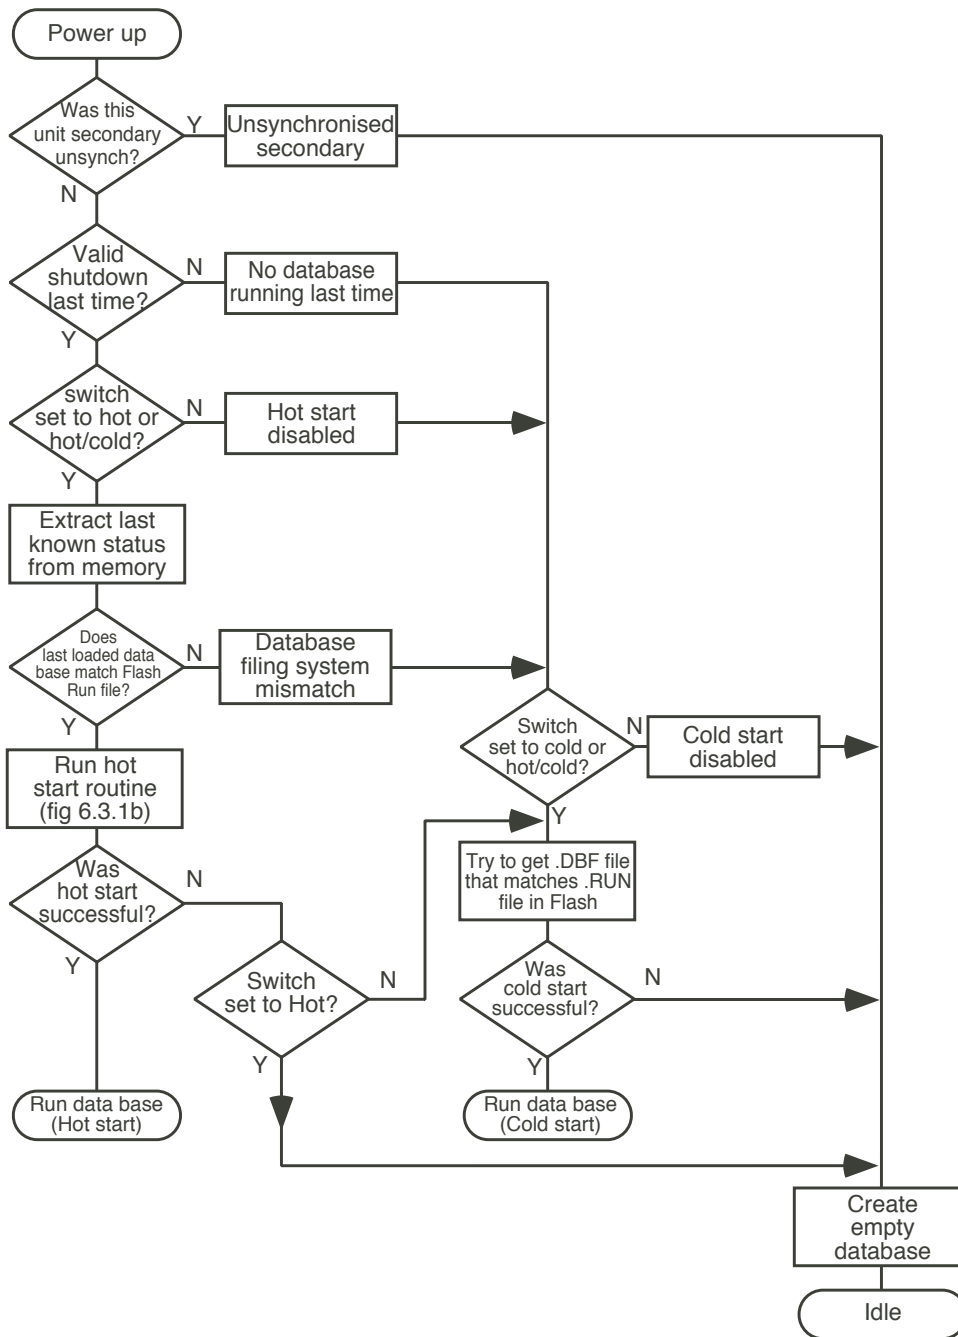 Power up
Was this
unit secondary
unsynch?
Y
Unsynchronised
secondary
N
Valid
shutdown
last time?
N
No database
running last time
Y
switch
set to hot or
hot/cold?
N
Hot start
disabled
Y
Extract last
known status
from memory
Does
last loaded data
base match Flash
Run file?
N
Database
filing system
mismatch
Y
Switch
set to cold or
hot/cold?
N
Cold start
disabled
Y
Run hot
start routine
(fig 6.3.1b)
Try to get .DBF file
that matches .RUN
file in Flash
Was
hot start
successful?
N
Y
Switch
set to Hot?
N
Y
Was
cold start
successful?
N
Y
Run data base
(Hot start)
Run data base
(Cold start)
Create
empty
database
Idle